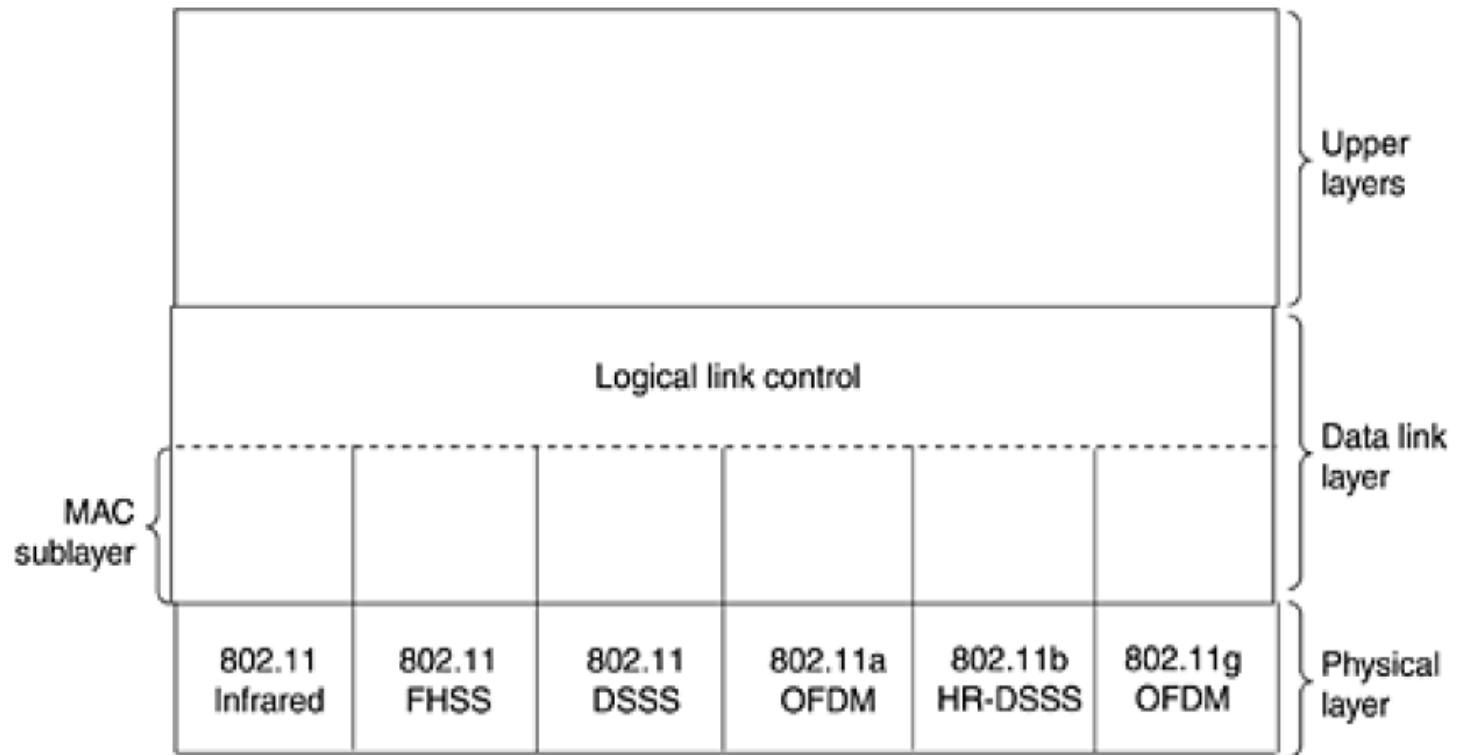 Upper
layers
Logical link control
Data link
layer
MAC
sublayer
802.11
Infrared
802.11
FHSS
802.11
DSSS
802.11a
OFDM
802.11b
HR-DSSS
802.11g
OFDM
Physical
layer